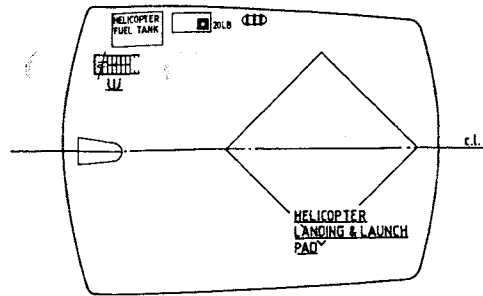 HELICOPTER
FUEL TANK
20LB
c.l.
HELICOPTER
LANDING & LAUNCH
PAD